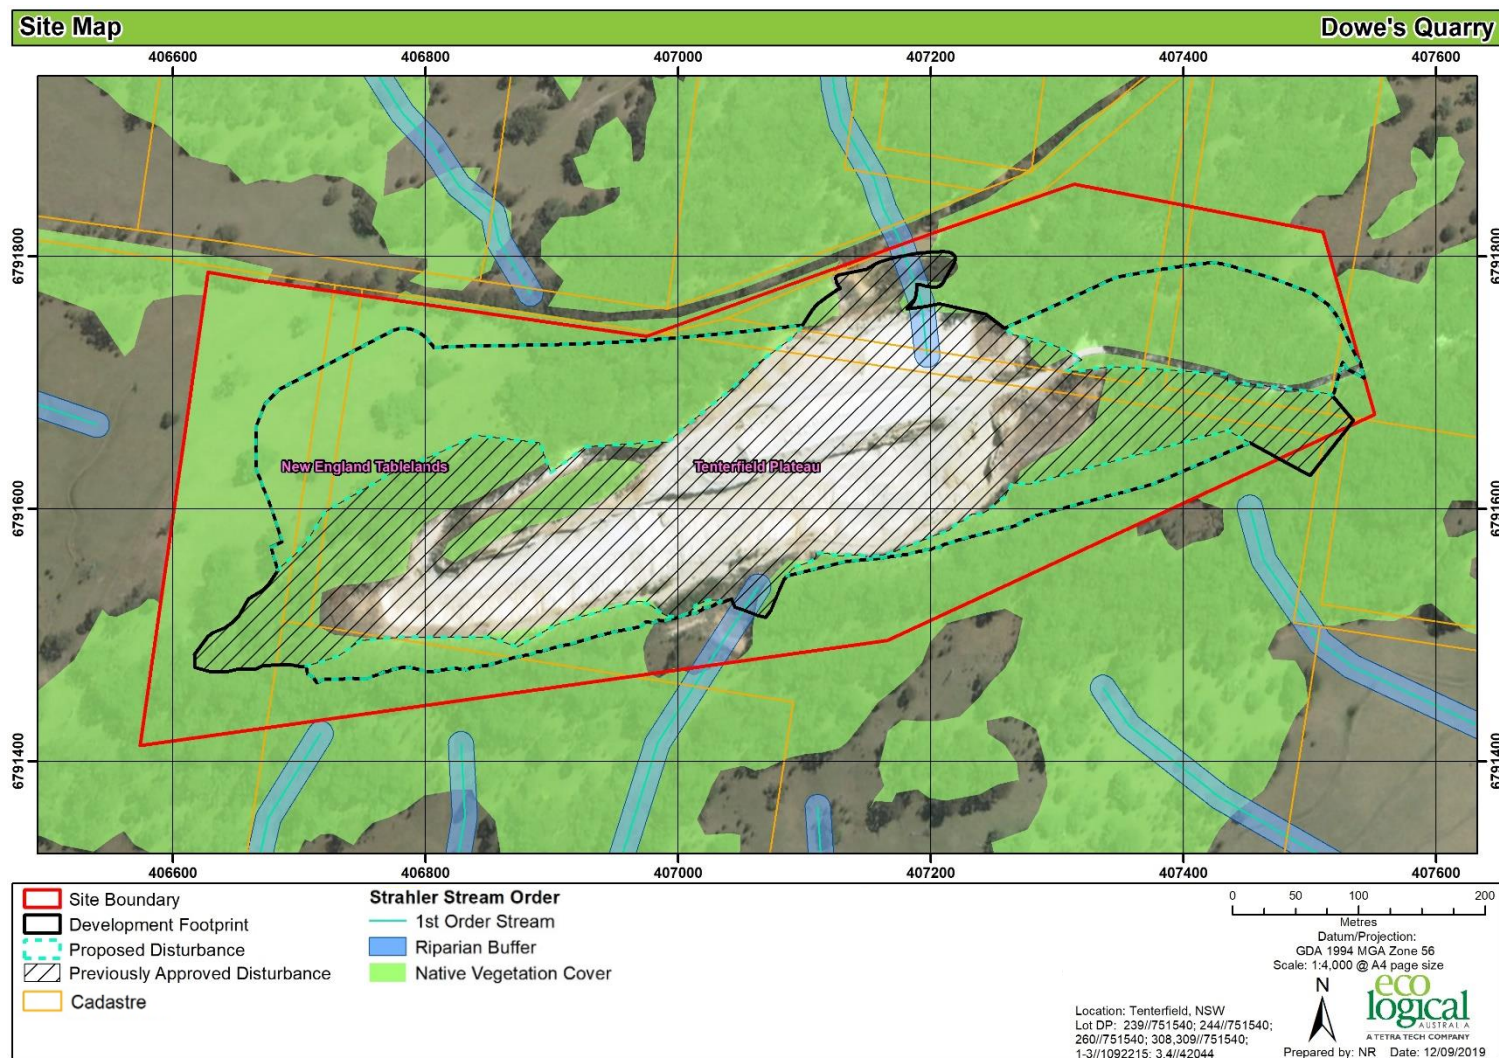 Site Map
Dowe's Quarry
406600 406800 407000 407200 407400 407600
6791800 6791800
New England Tablelands
Tenterfield Plateau
6791600 6791600
6791400 6791400
406600 406800 407000 407200 407400 407600
Site Boundary
Development Footprint
Proposed Disturbance
Previously Approved Disturbance
Cadastre
Strahler Stream Order
1st Order Stream
Riparian Buffer
Native Vegetation Cover
0 50 100 200
Metres
Datum/Projection:
GDA 1994 MGA Zone 56
Scale: 1:4,000 @ A4 page size
N
eco
logical
AUSTRALIA
A TETRA TECH COMPANY
Location: Tenterfield, NSW
Lot DP: 239//751540; 244//751540;
260//751540; 308,309//751540;
1-3//1092215; 3,4//42044
Prepared by: NR Date: 12/09/2019